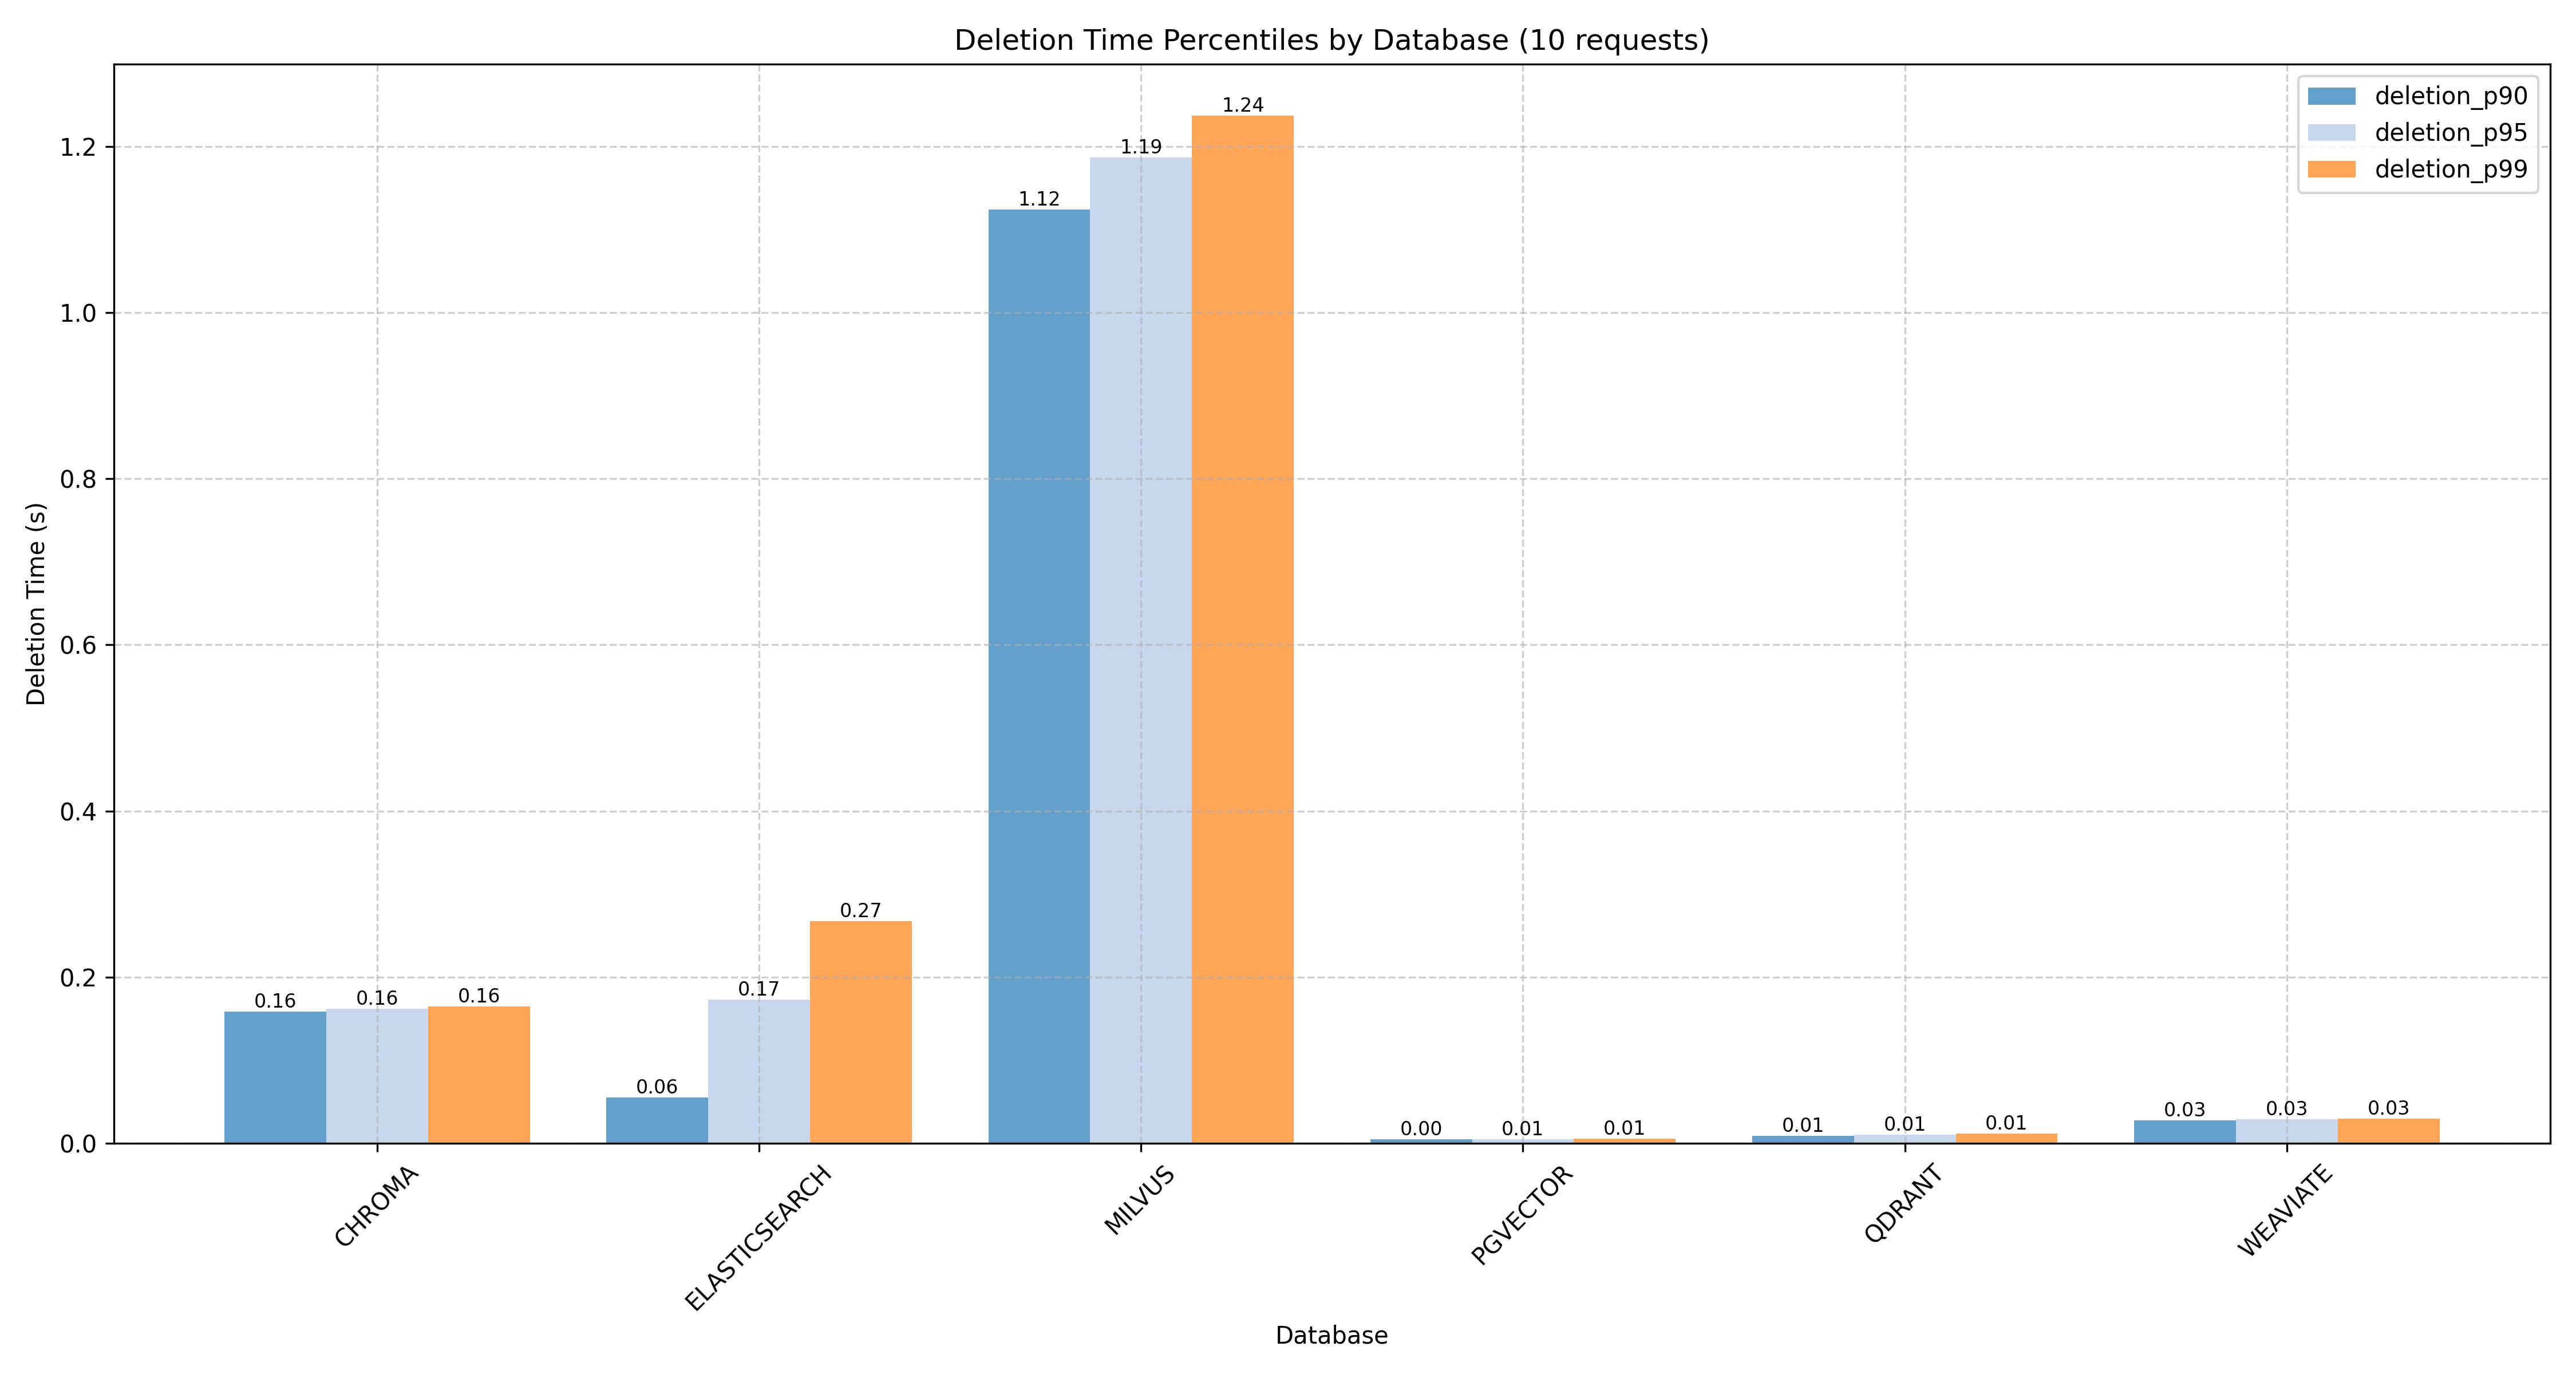 Deletion Time Percentiles by Database (10 requests)
deletion_p90
deletion_p95
deletion_p99
Deletion Time (s)
1.2
1.0
0.8
0.6
0.4
0.2
0.0
0.16
0.16
0.16
0.06
0.17
0.27
1.12
1.19
1.24
0.00
0.01
0.01
0.01
0.01
0.01
0.03
0.03
0.03
CHROMA
ELASTICSEARCH
MILVUS
PGVECTOR
QDRANT
WEAVIATE
Database